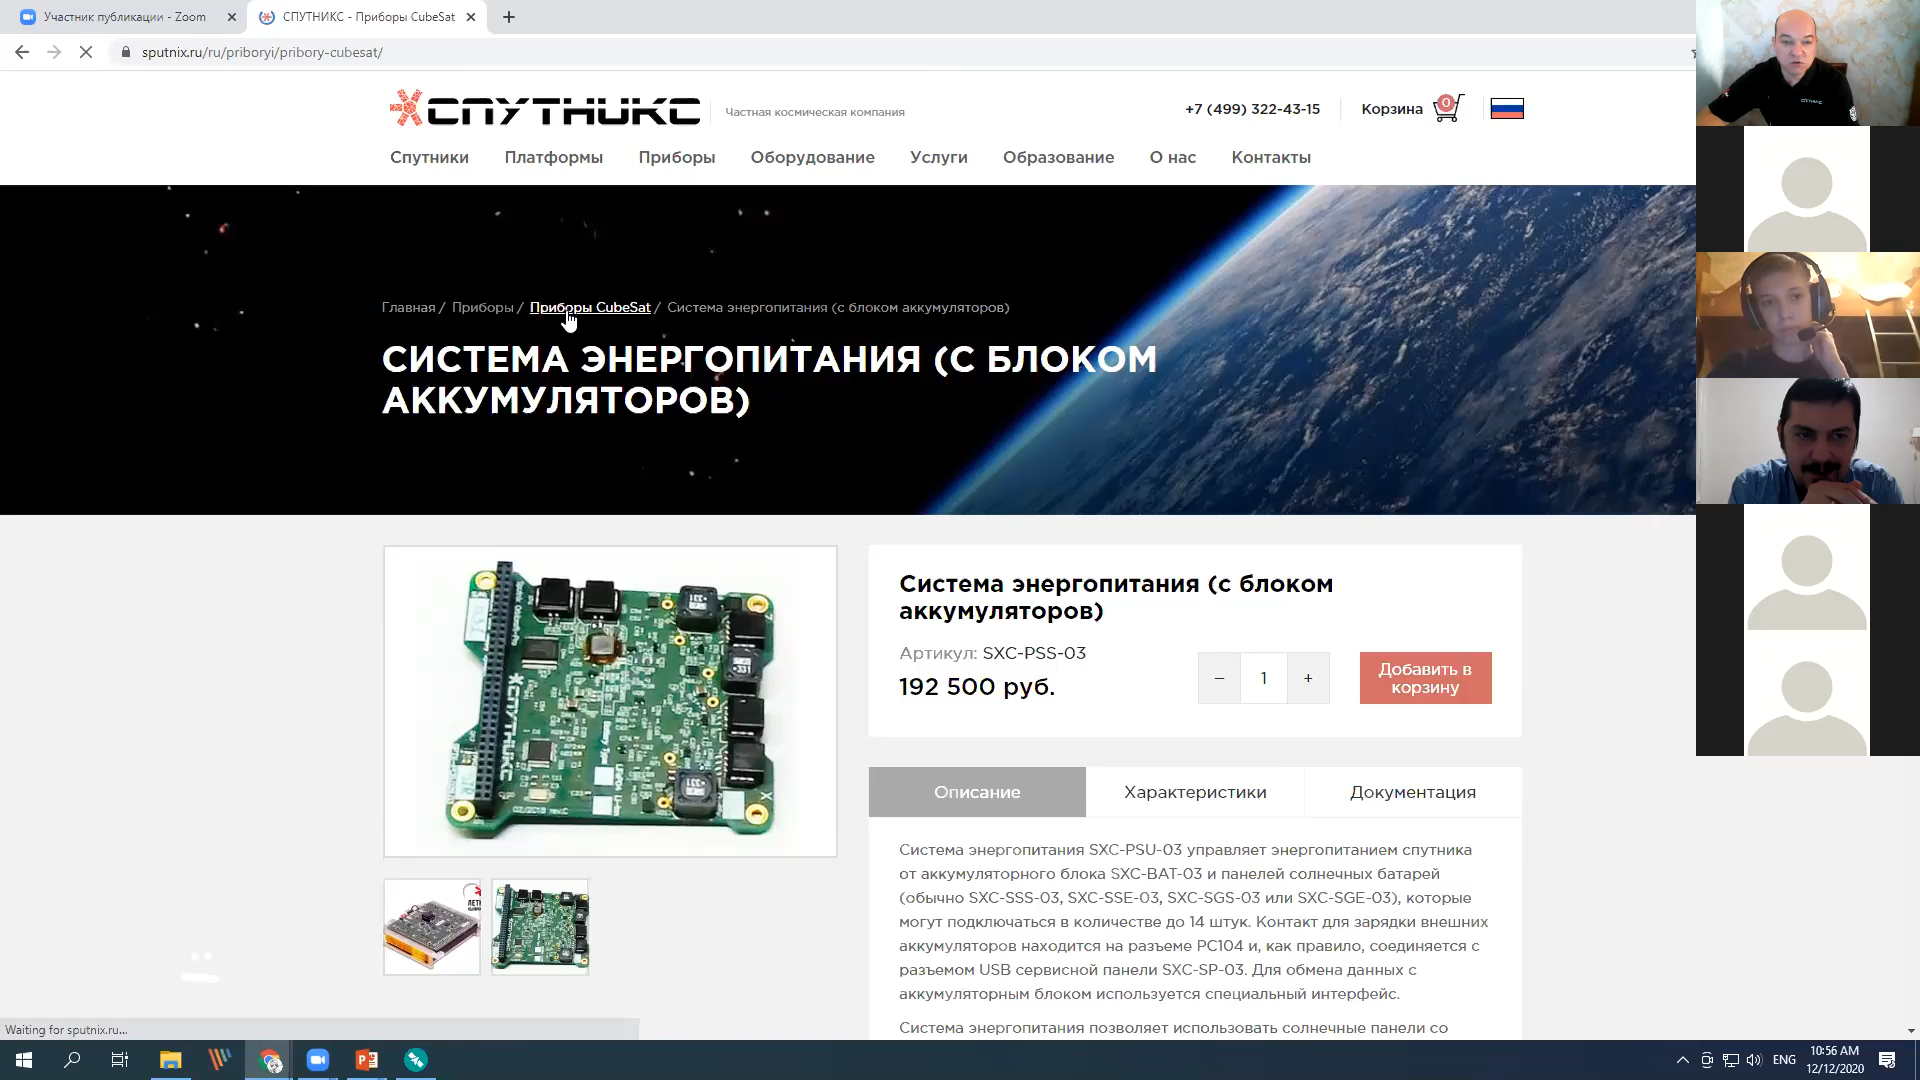 Участник публикации - Zoom
СПУТНИКС - Приборы CubeSat
sputnix.ru/ru/priboryi/pribory-cubesat/
СПУТНИКС
Частная космическая компания
+7 (499) 322-43-15
Корзина
0
Спутники
Платформы
Приборы
Оборудование
Услуги
Образование
О нас
Контакты
Главная / Приборы / Приборы CubeSat / Система энергопитания (с блоком аккумуляторов)
СИСТЕМА ЭНЕРГОПИТАНИЯ (С БЛОКОМ
АККУМУЛЯТОРОВ)
Система энергопитания (с блоком
аккумуляторов)
Артикул: SXC-PSS-03
192 500 руб.
− 1 +
Добавить в
корзину
Описание
Характеристики
Документация
Система энергопитания SXC-PSU-03 управляет энергопитанием спутника
от аккумуляторного блока SXC-BAT-03 и панелей солнечных батарей
(обычно SXC-SSS-03, SXC-SSE-03, SXC-SGS-03 или SXC-SGE-03), которые
могут подключаться в количестве до 14 штук. Контакт для зарядки внешних
аккумуляторов находится на разъеме PC104 и, как правило, соединяется с
разъемом USB сервисной панели SXC-SP-03. Для обмена данных с
аккумуляторным блоком используется специальный интерфейс.
Система энергопитания позволяет использовать солнечные панели со
СПУТНИКС
331
331
331
Waiting for sputnix.ru...
ENG
10:56 AM
12/12/2020